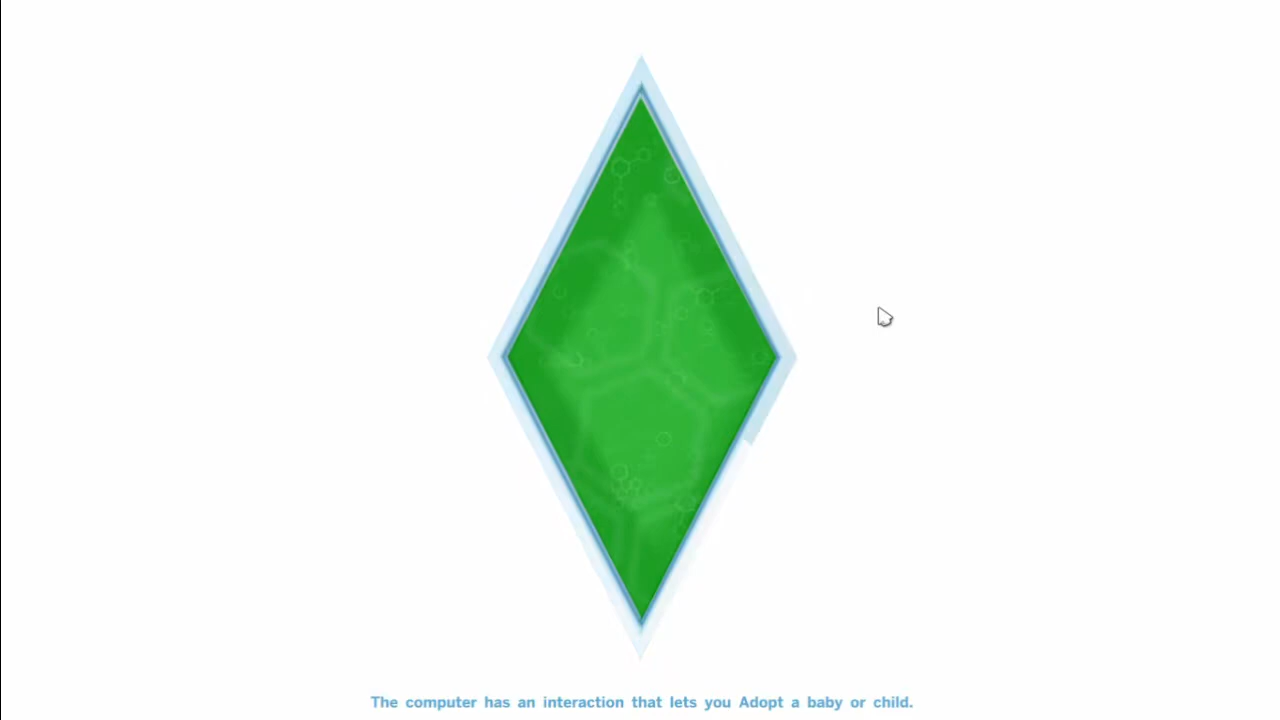 The computer has an interaction that lets you Adopt a baby or child.